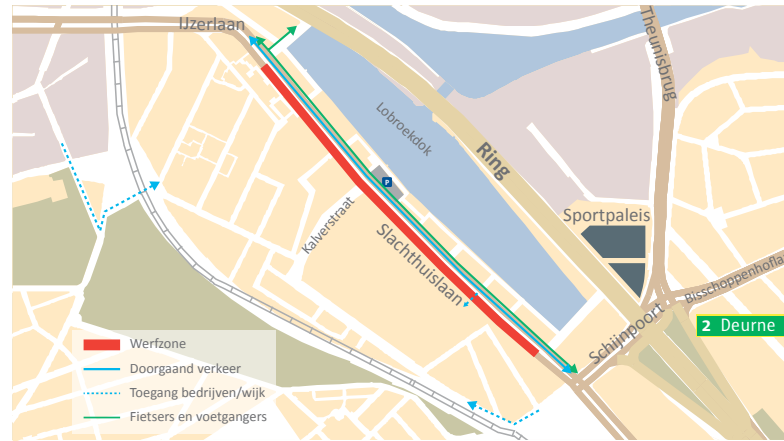 IJzerlaan
Theunisbrug
Lobroekdok
Ring
P
Sportpaleis
Kalverstraat
Slachthuislaan
Bisschoppenhofla
Schijnpoort
2 Deurne
Werfzone
Doorgaand verkeer
Toegang bedrijven/wijk
Fietsers en voetgangers